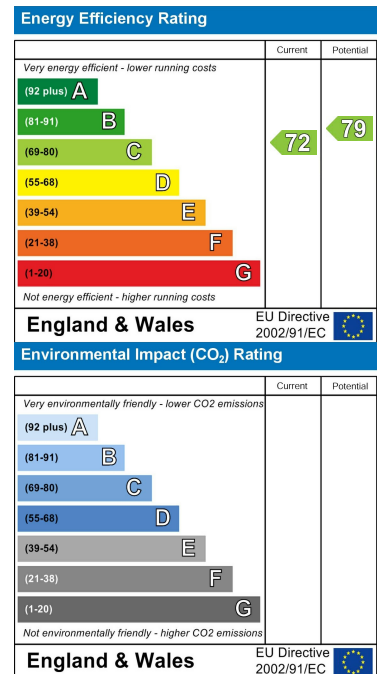 Energy Efficiency Rating
Current Potential
Very energy efficient - lower running costs
(92 plus) A
(81-91) B
(69-80) C
(55-68) D
(39-54) E
(21-38) F
(1-20) G
72 79
Not energy efficient - higher running costs
England & Wales
EU Directive
2002/91/EC
Environmental Impact (CO₂) Rating
Current Potential
Very environmentally friendly - lower CO2 emissions
(92 plus) A
(81-91) B
(69-80) C
(55-68) D
(39-54) E
(21-38) F
(1-20) G
Not environmentally friendly - higher CO2 emissions
England & Wales
EU Directive
2002/91/EC